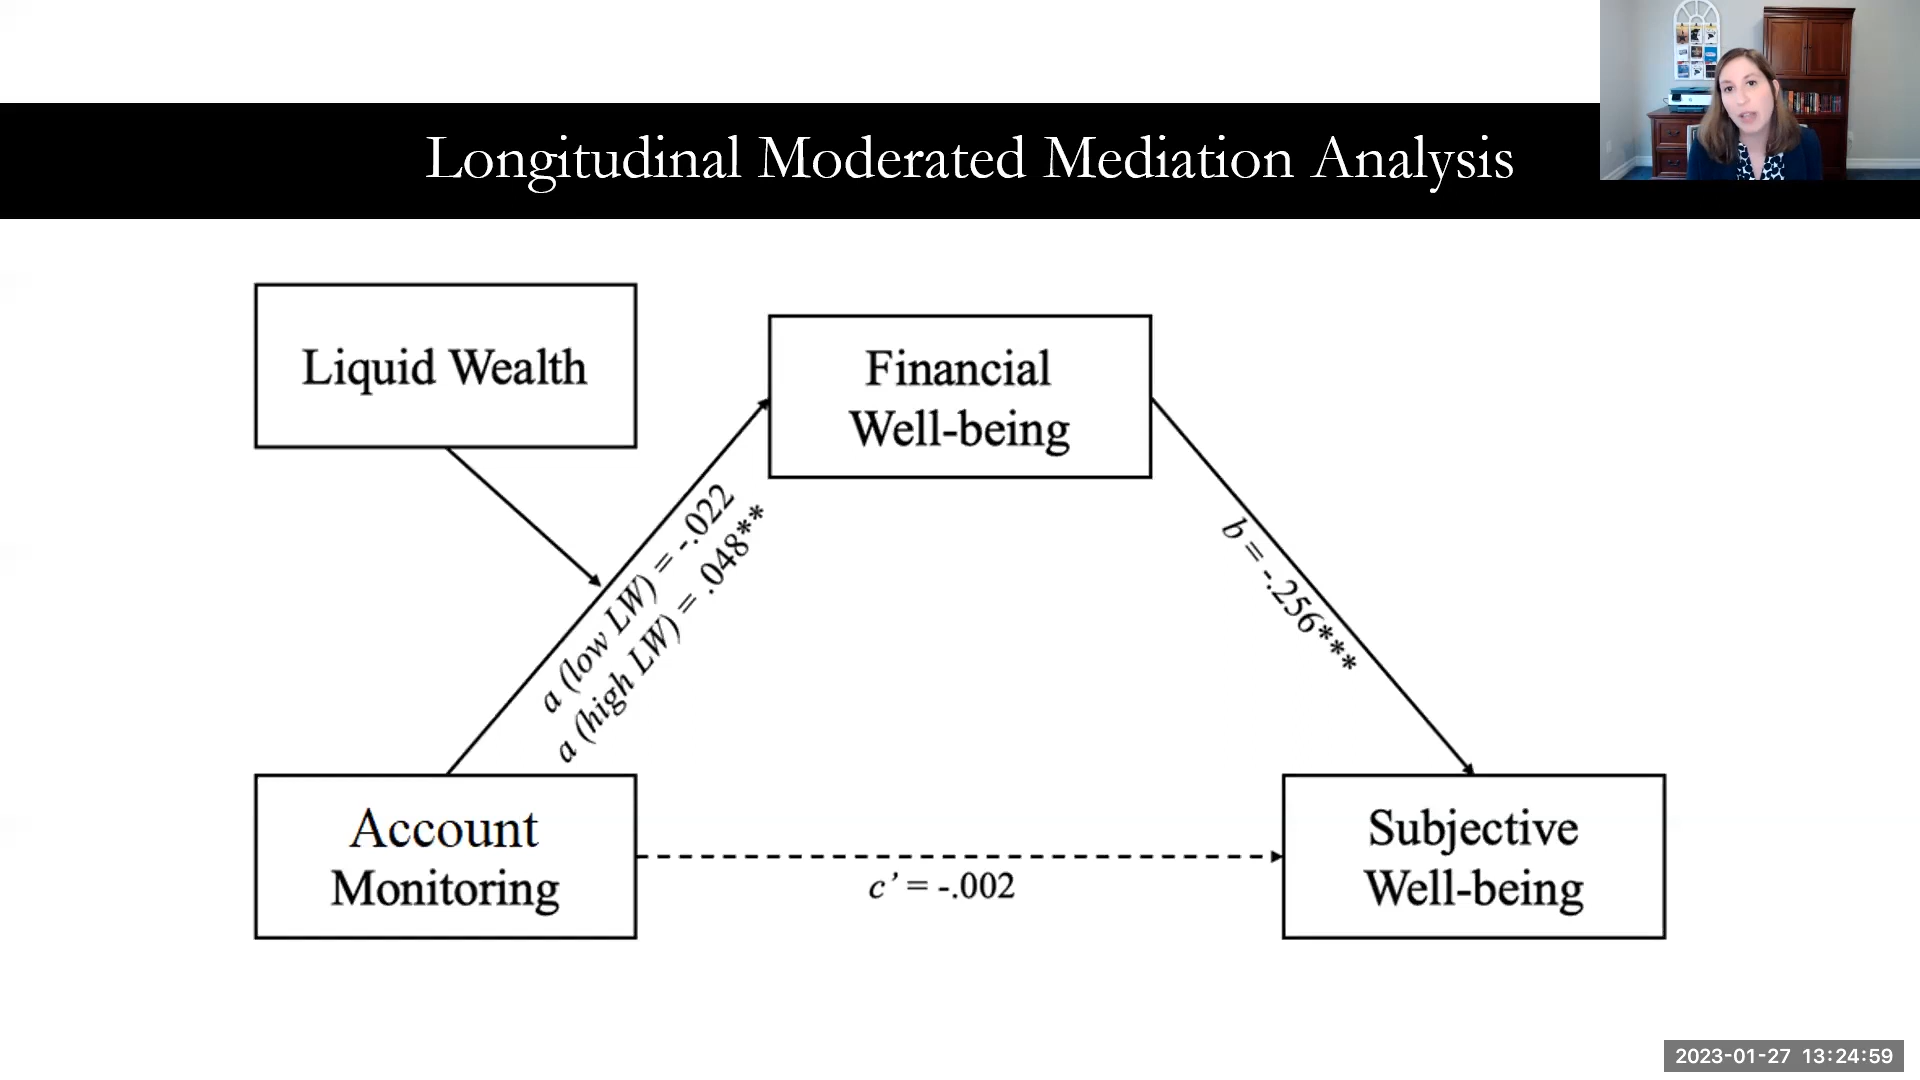 Longitudinal Moderated Mediation Analysis
Liquid Wealth
Financial
Well-being
a (low LW) = -.022
a (high LW) = .048**
b = -.256***
Account
Monitoring
c’ = -.002
Subjective
Well-being
2023-01-27 13:24:59